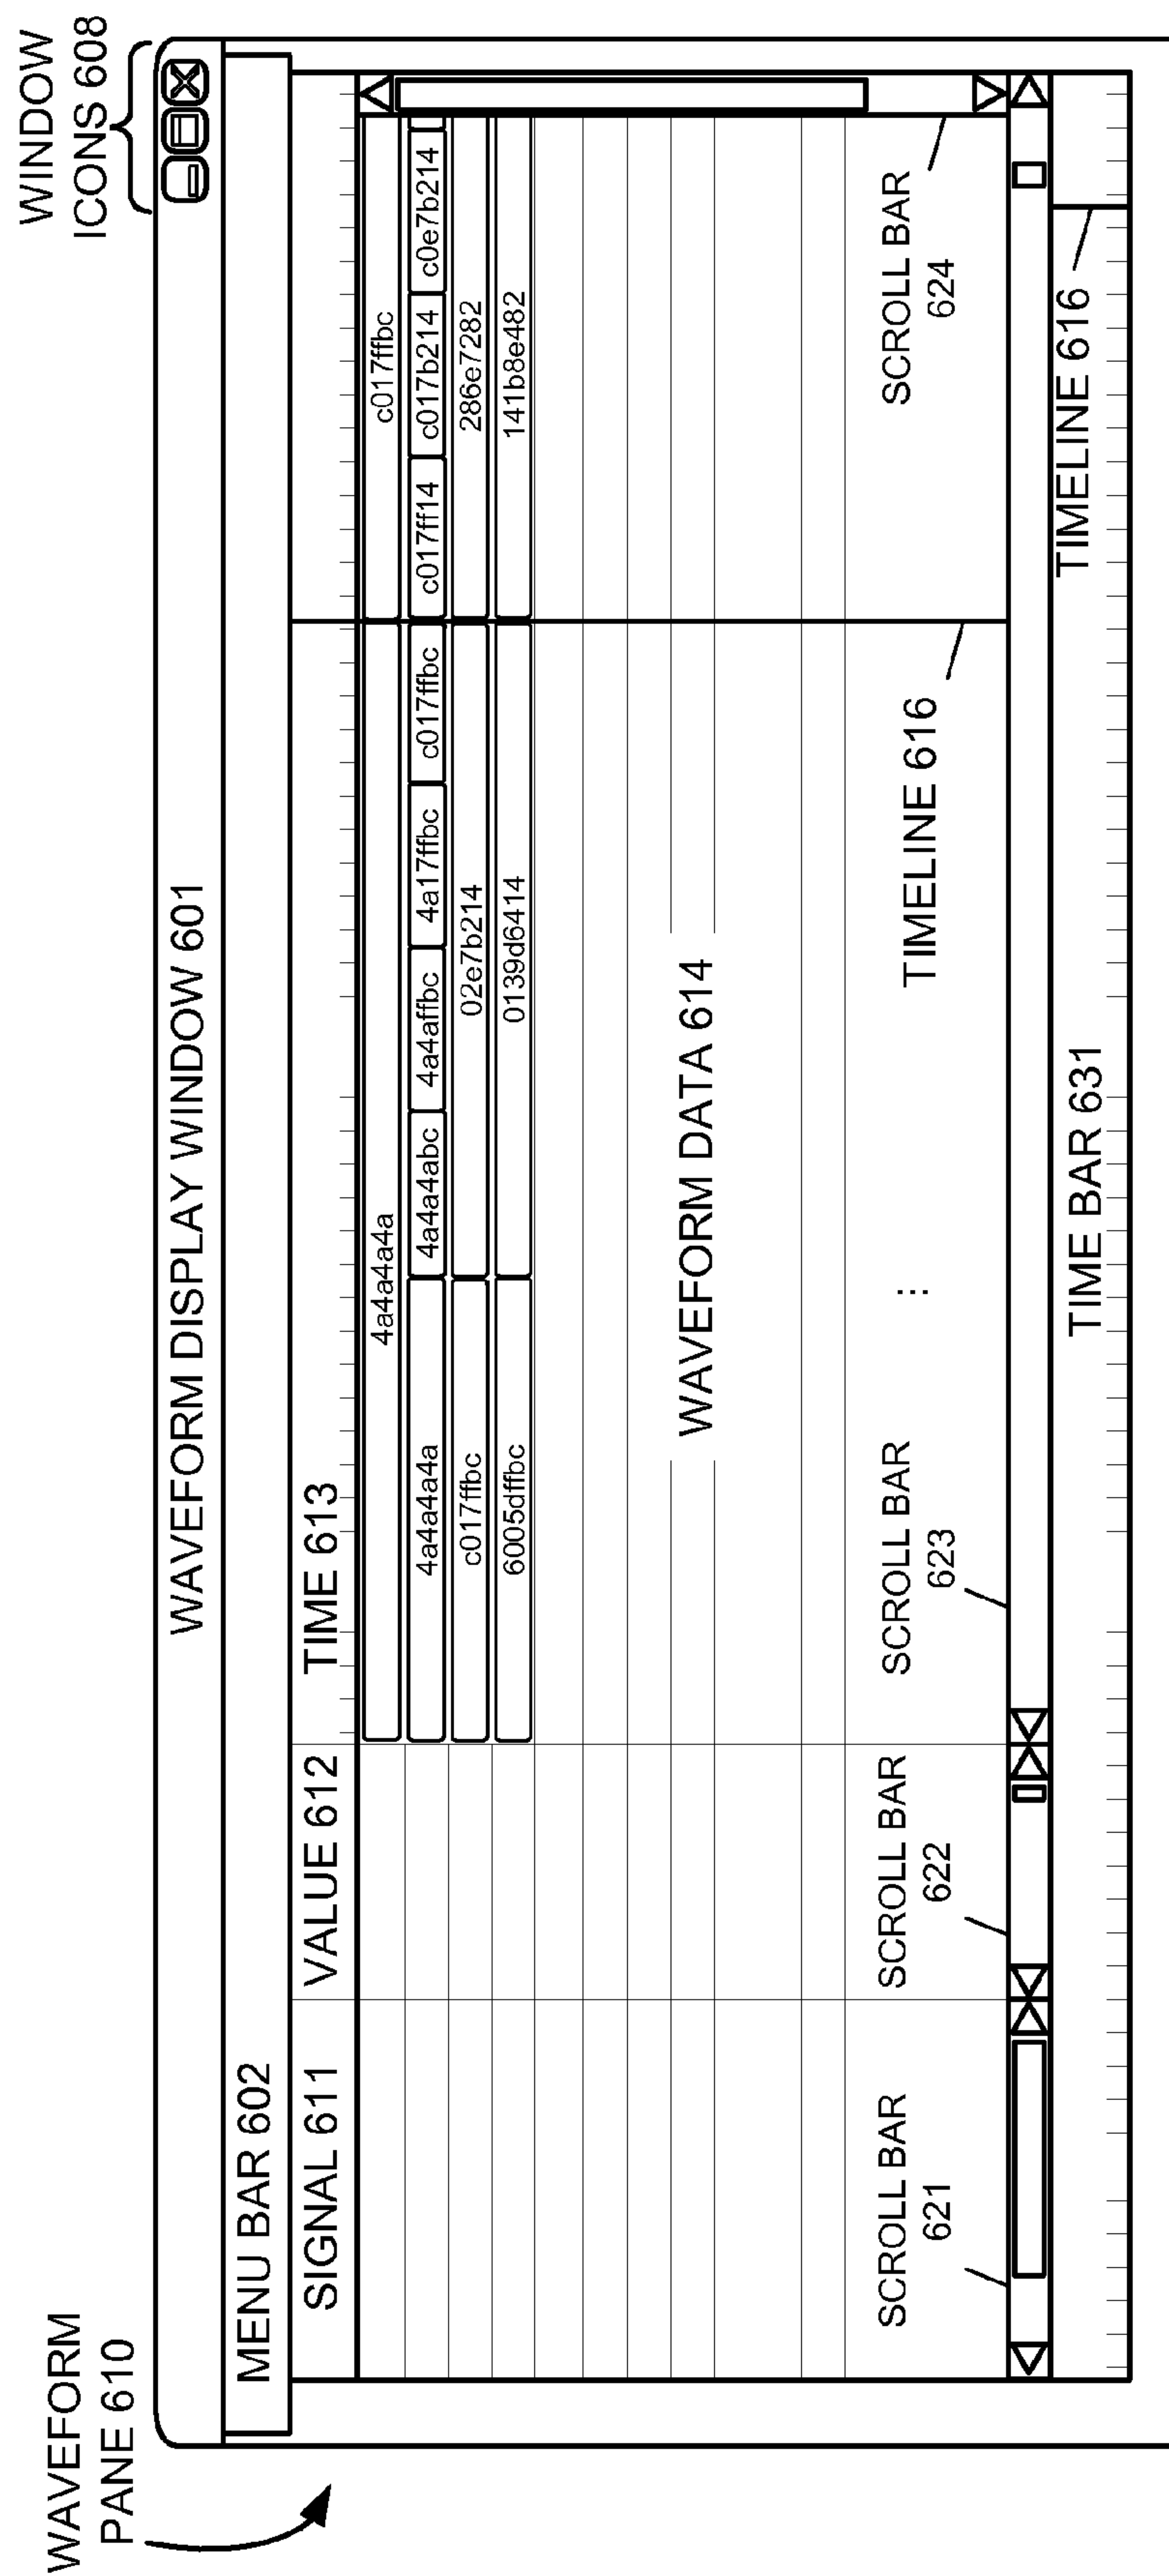 WINDOW
ICONS 608
WAVEFORM
PANE 610
WAVEFORM DISPLAY WINDOW 601
MENU BAR 602
SIGNAL 611
VALUE 612
TIME 613
4a4a4a4a
c017ffbc
4a4a4a4a
4a4a4abc
4a4affbc
4a17ffbc
c017ffbc
c017ff14
c017b214
c0e7b214
c017ffbc
02e7b214
286e7282
6005dffbc
0139d6414
141b8e482
WAVEFORM DATA 614
SCROLL BAR
621
SCROLL BAR
622
SCROLL BAR
623
...
TIMELINE 616
SCROLL BAR
624
TIME BAR 631
TIMELINE 616